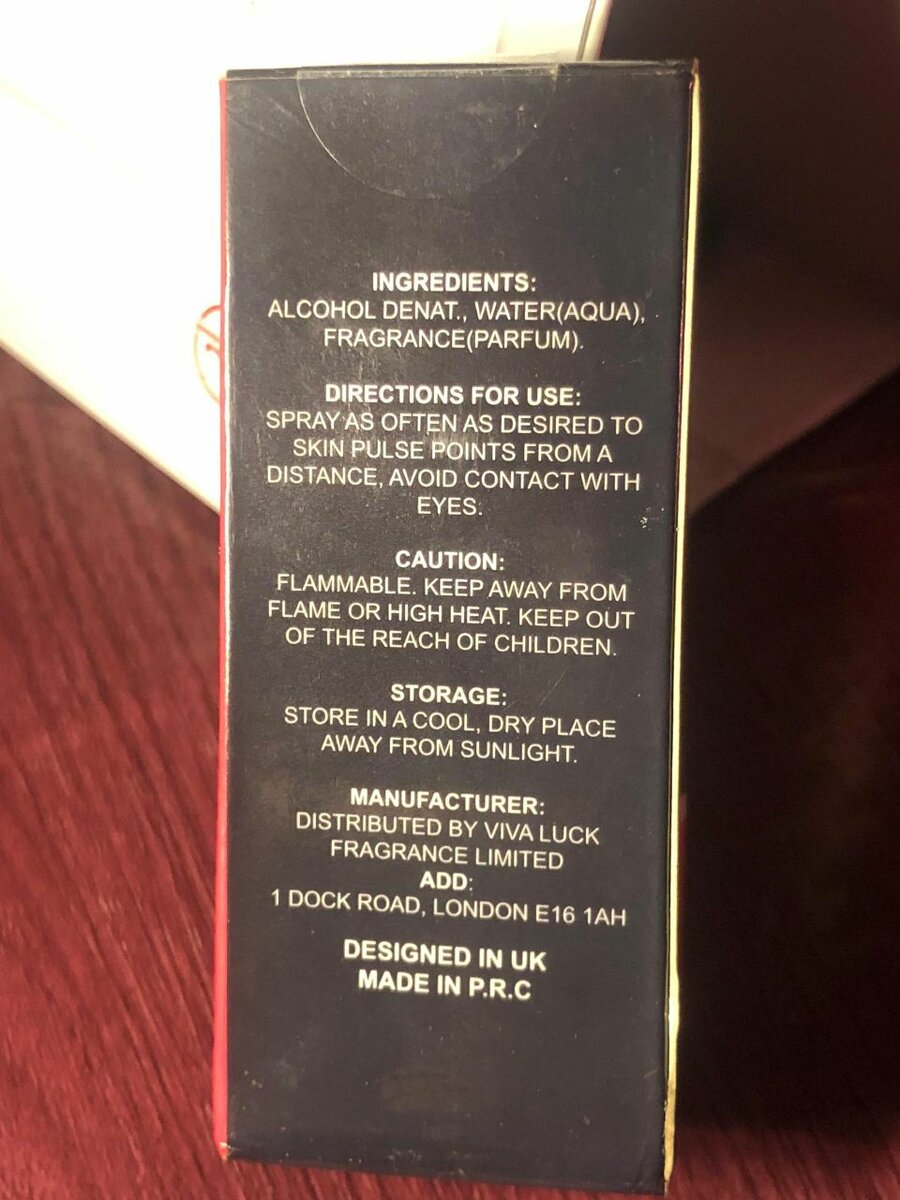 INGREDIENTS:
ALCOHOL DENAT., WATER(AQUA),
FRAGRANCE(PARFUM).
DIRECTIONS FOR USE:
SPRAY AS OFTEN AS DESIRED TO
SKIN PULSE POINTS FROM A
DISTANCE, AVOID CONTACT WITH
EYES.
CAUTION:
FLAMMABLE. KEEP AWAY FROM
FLAME OR HIGH HEAT. KEEP OUT
OF THE REACH OF CHILDREN.
STORAGE:
STORE IN A COOL, DRY PLACE
AWAY FROM SUNLIGHT.
MANUFACTURER:
DISTRIBUTED BY VIVA LUCK
FRAGRANCE LIMITED
ADD:
1 DOCK ROAD, LONDON E16 1AH
DESIGNED IN UK
MADE IN P.R.C